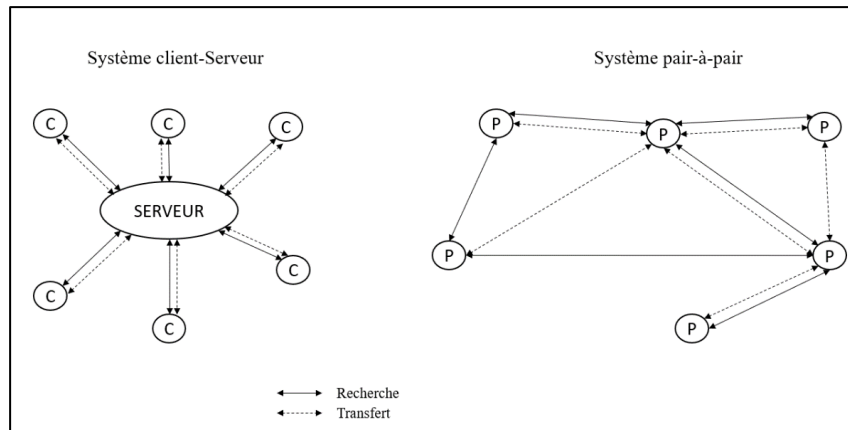 Système client-Serveur
C
C
C
SERVEUR
C
C
C
Système pair-à-pair
P
P
P
P
P
P
Recherche
Transfert